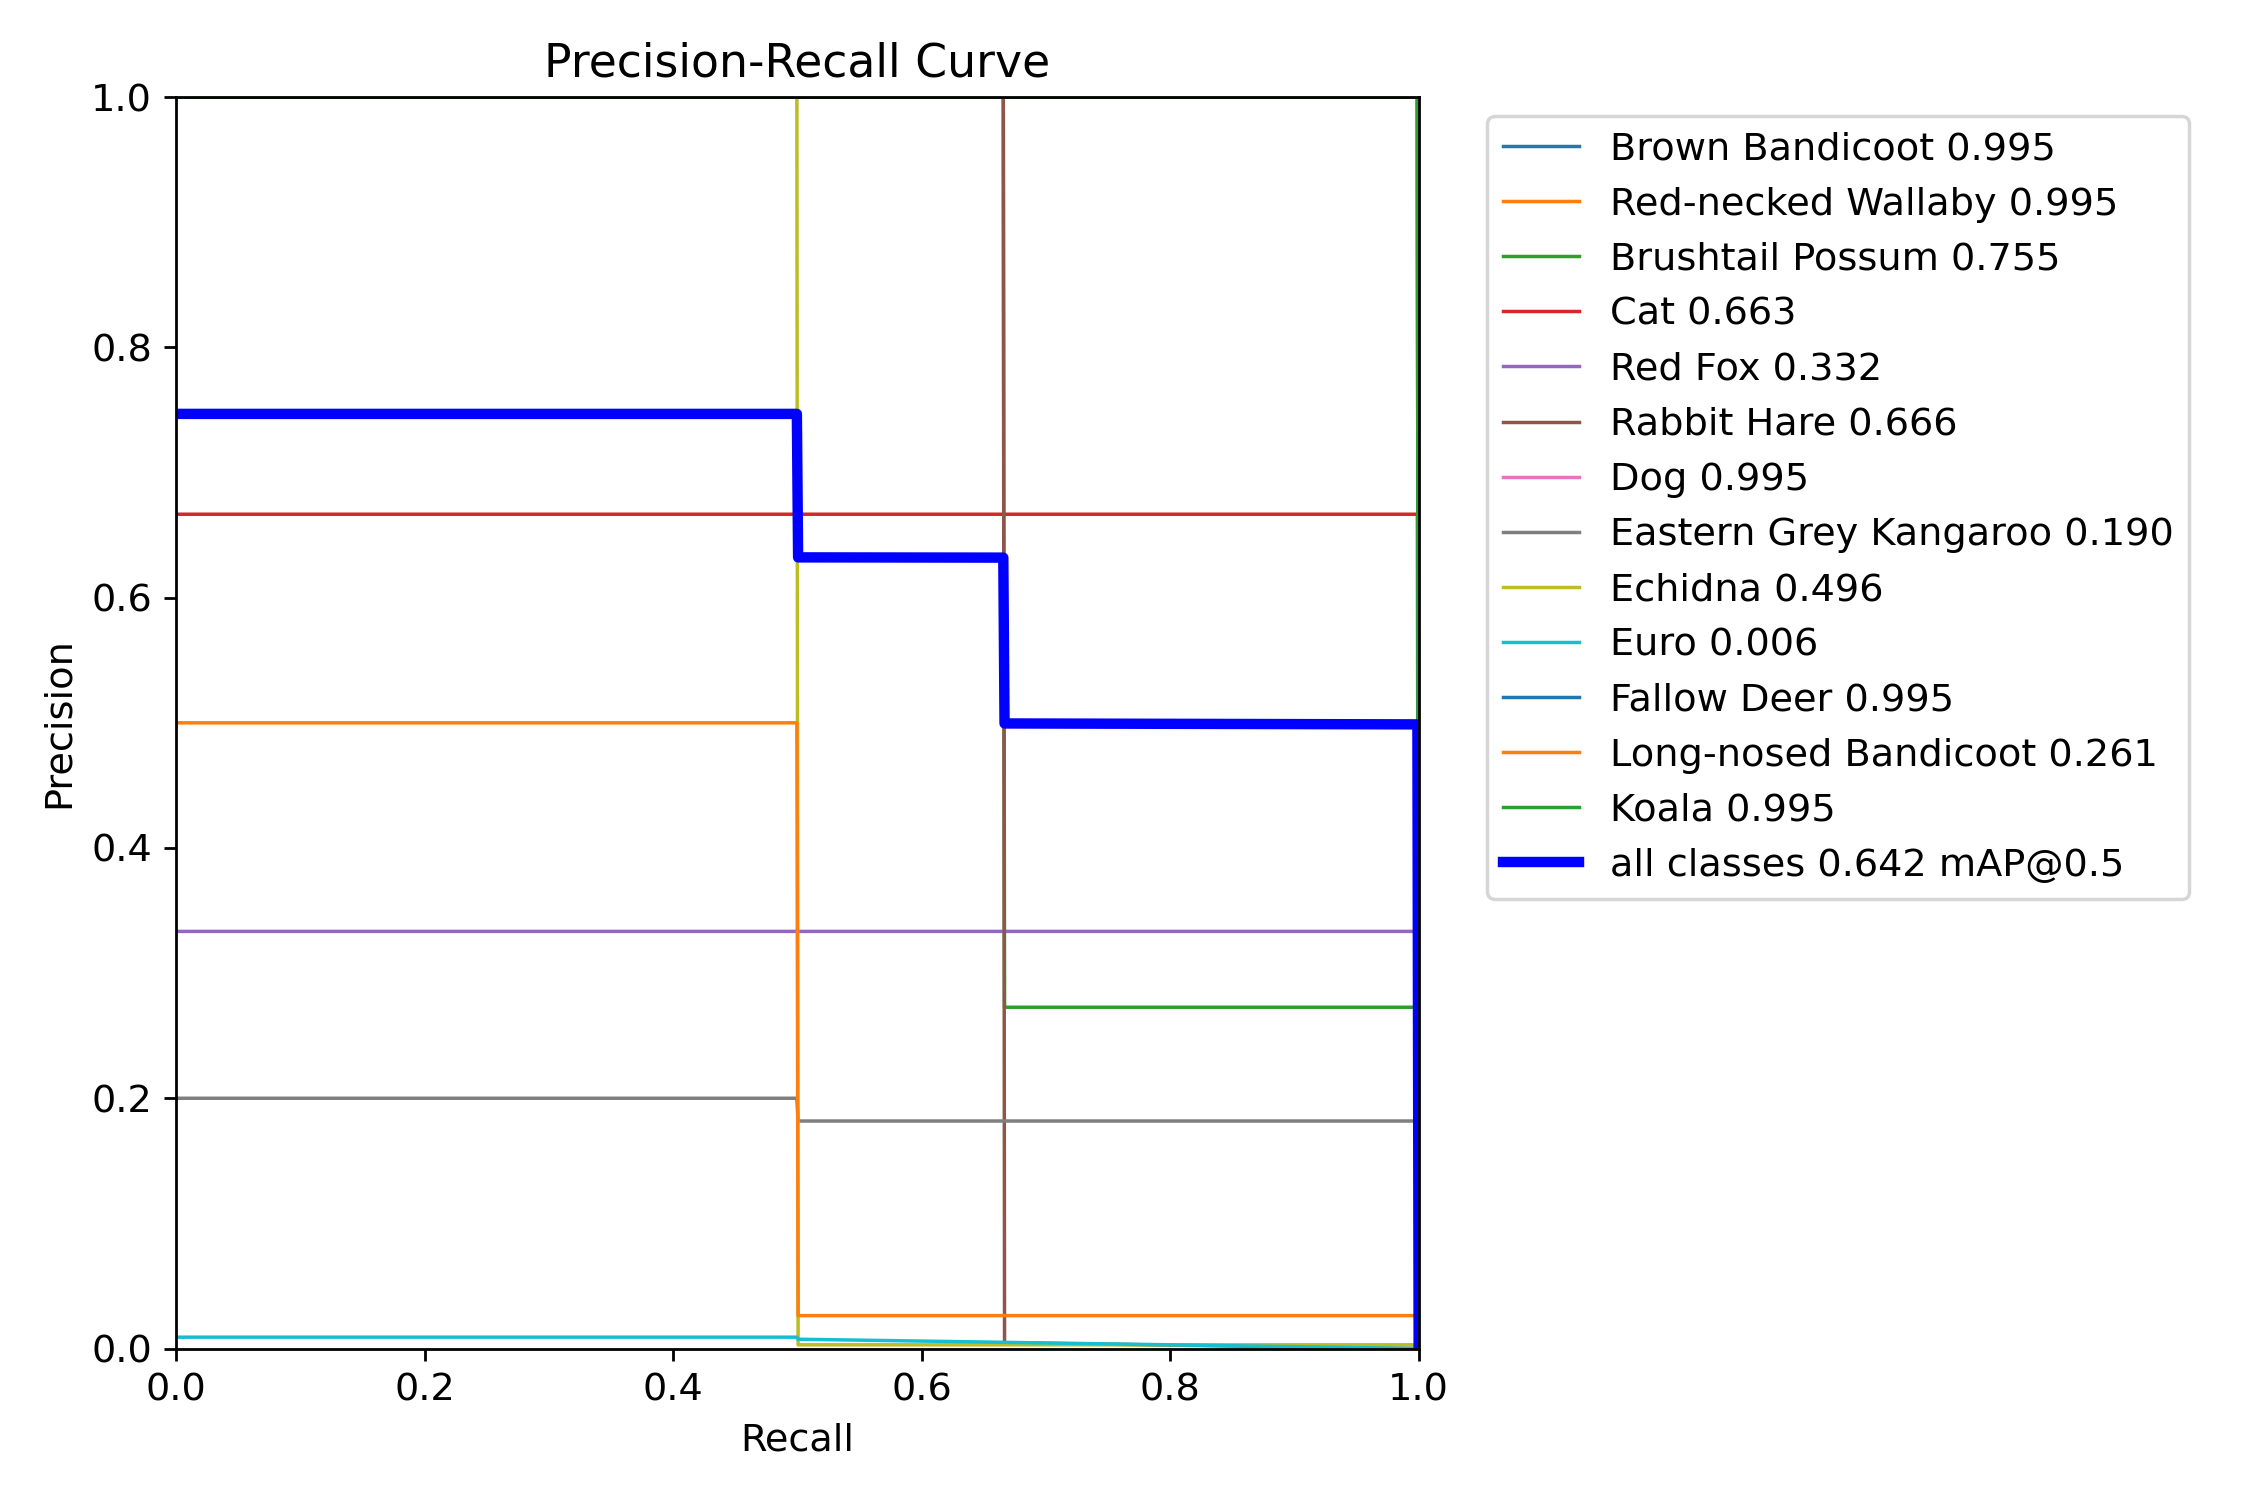 Precision-Recall Curve
1.0
0.8
0.6
0.4
0.2
0.0
Precision
0.0 0.2 0.4 0.6 0.8 1.0
Recall
Brown Bandicoot 0.995
Red-necked Wallaby 0.995
Brushtail Possum 0.755
Cat 0.663
Red Fox 0.332
Rabbit Hare 0.666
Dog 0.995
Eastern Grey Kangaroo 0.190
Echidna 0.496
Euro 0.006
Fallow Deer 0.995
Long-nosed Bandicoot 0.261
Koala 0.995
all classes 0.642 mAP@0.5